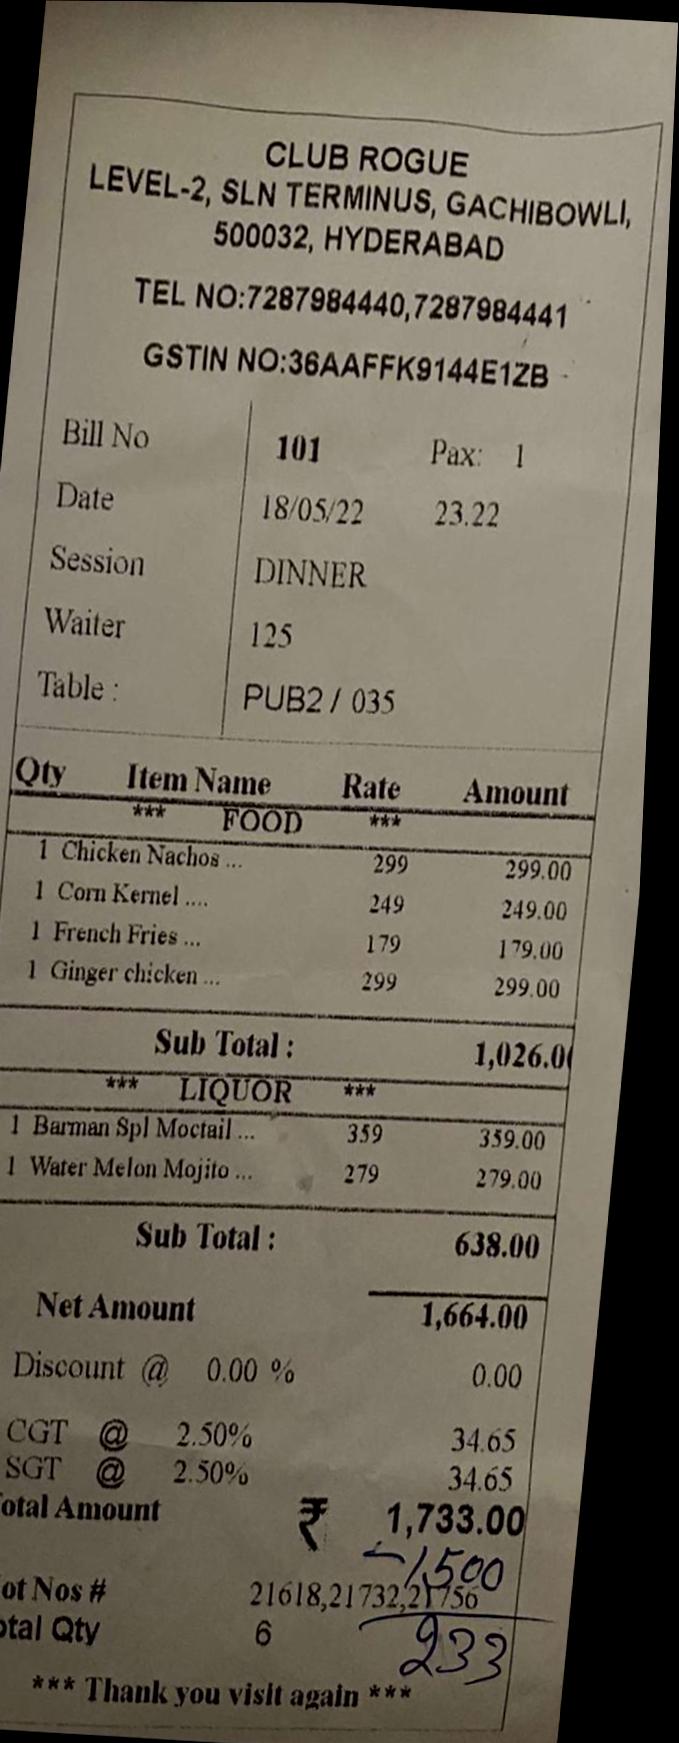 CLUB ROGUE
LEVEL-2, SLN TERMINUS, GACHIBOWLI,
500032, HYDERABAD
TEL NO:7287984440,7287984441
GSTIN NO:36AAFFK9144E1ZB
Bill No 101 Pax: 1
Date 18/05/22 23.22
Session DINNER
Waiter 125
Table : PUB2 / 035
Qty Item Name Rate Amount
*** FOOD ***
1 Chicken Nachos ... 299 299.00
1 Corn Kernel .... 249 249.00
1 French Fries ... 179 179.00
1 Ginger chicken ... 299 299.00
Sub Total : 1,026.00
*** LIQUOR ***
1 Barman Spl Moctail ... 359 359.00
1 Water Melon Mojito ... 279 279.00
Sub Total : 638.00
Net Amount 1,664.00
Discount @ 0.00 % 0.00
CGT @ 2.50% 34.65
SGT @ 2.50% 34.65
otal Amount ₹ 1,733.00
-1500
ot Nos # 21618,21732,21756
otal Qty 6
233
*** Thank you visit again ***